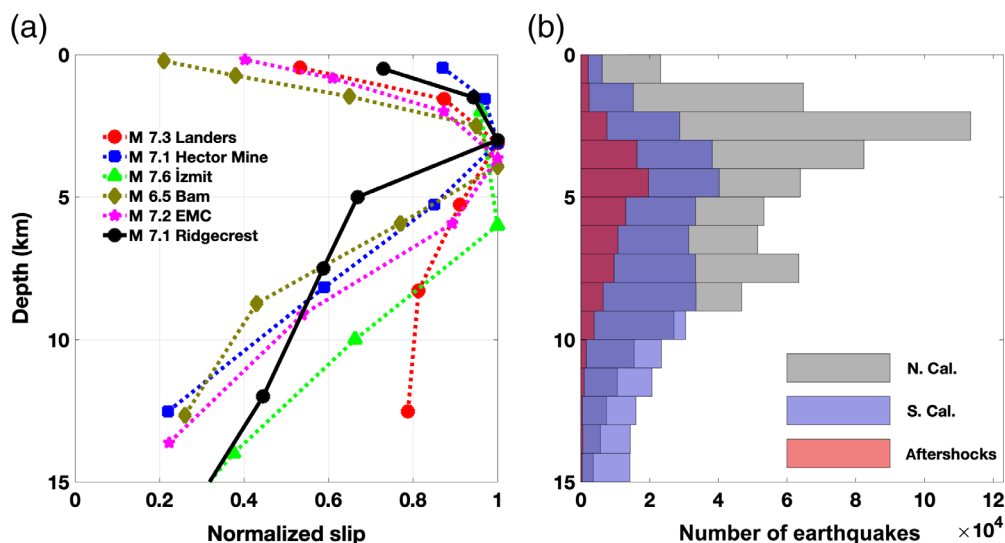 (a)
0
5
10
15
Depth (km)
M 7.3 Landers
M 7.1 Hector Mine
M 7.6 İzmit
M 6.5 Bam
M 7.2 EMC
M 7.1 Ridgecrest
0 0.2 0.4 0.6 0.8 1
Normalized slip
(b)
0
5
10
15
N. Cal.
S. Cal.
Aftershocks
0 2 4 6 8 10 12
Number of earthquakes × 10⁴